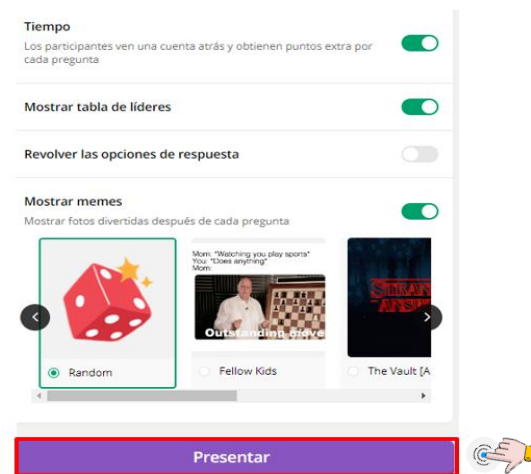 Tiempo
Los participantes ven una cuenta atrás y obtienen puntos extra por
cada pregunta
Mostrar tabla de líderes
Revolver las opciones de respuesta
Mostrar memes
Mostrar fotos divertidas después de cada pregunta
Mom: "Watching you play sports"
You: "Does anything"
Mom:
Outstanding move
Random
Fellow Kids
The Vault [A
Presentar